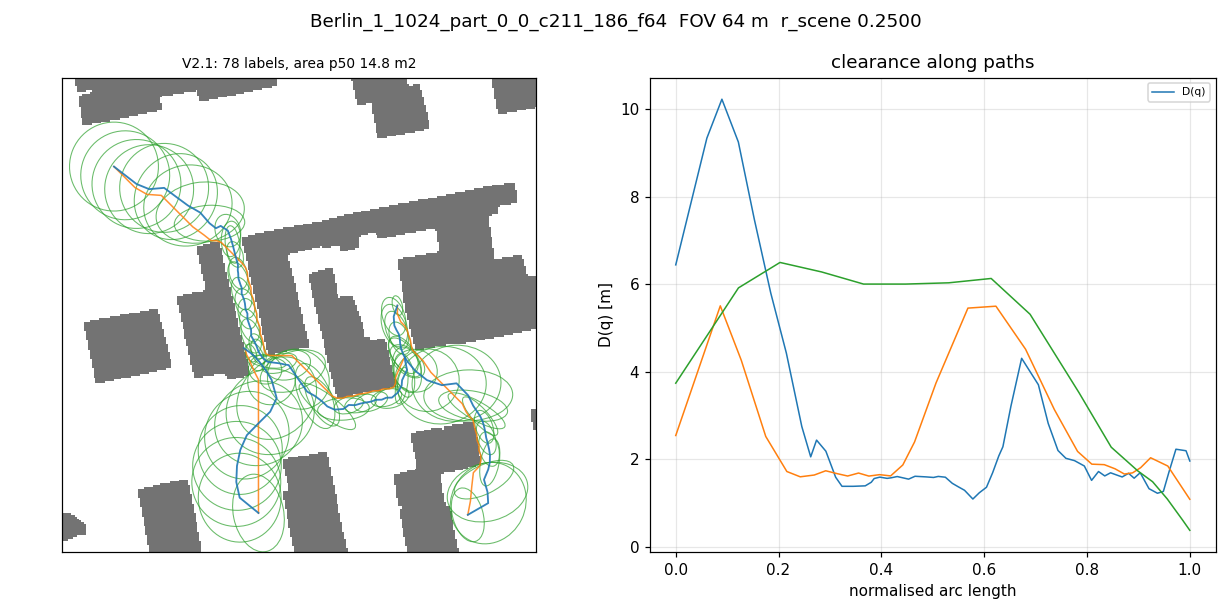 Berlin_1_1024_part_0_0_c211_186_f64  FOV 64 m  r_scene 0.2500
V2.1: 78 labels, area p50 14.8 m2
clearance along paths
D(q)
D(q) [m]
10
8
6
4
2
0
0.0 0.2 0.4 0.6 0.8 1.0
normalised arc length